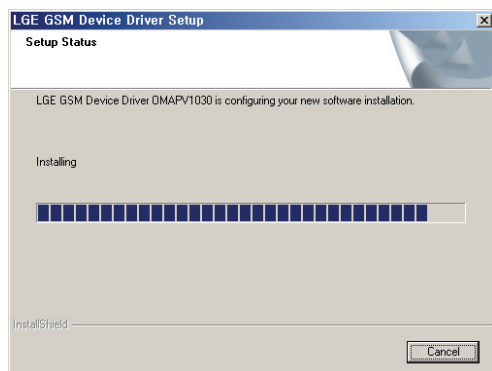 LGE GSM Device Driver Setup
Setup Status
LGE GSM Device Driver OMAPV1030 is configuring your new software installation.
Installing
InstallShield
Cancel